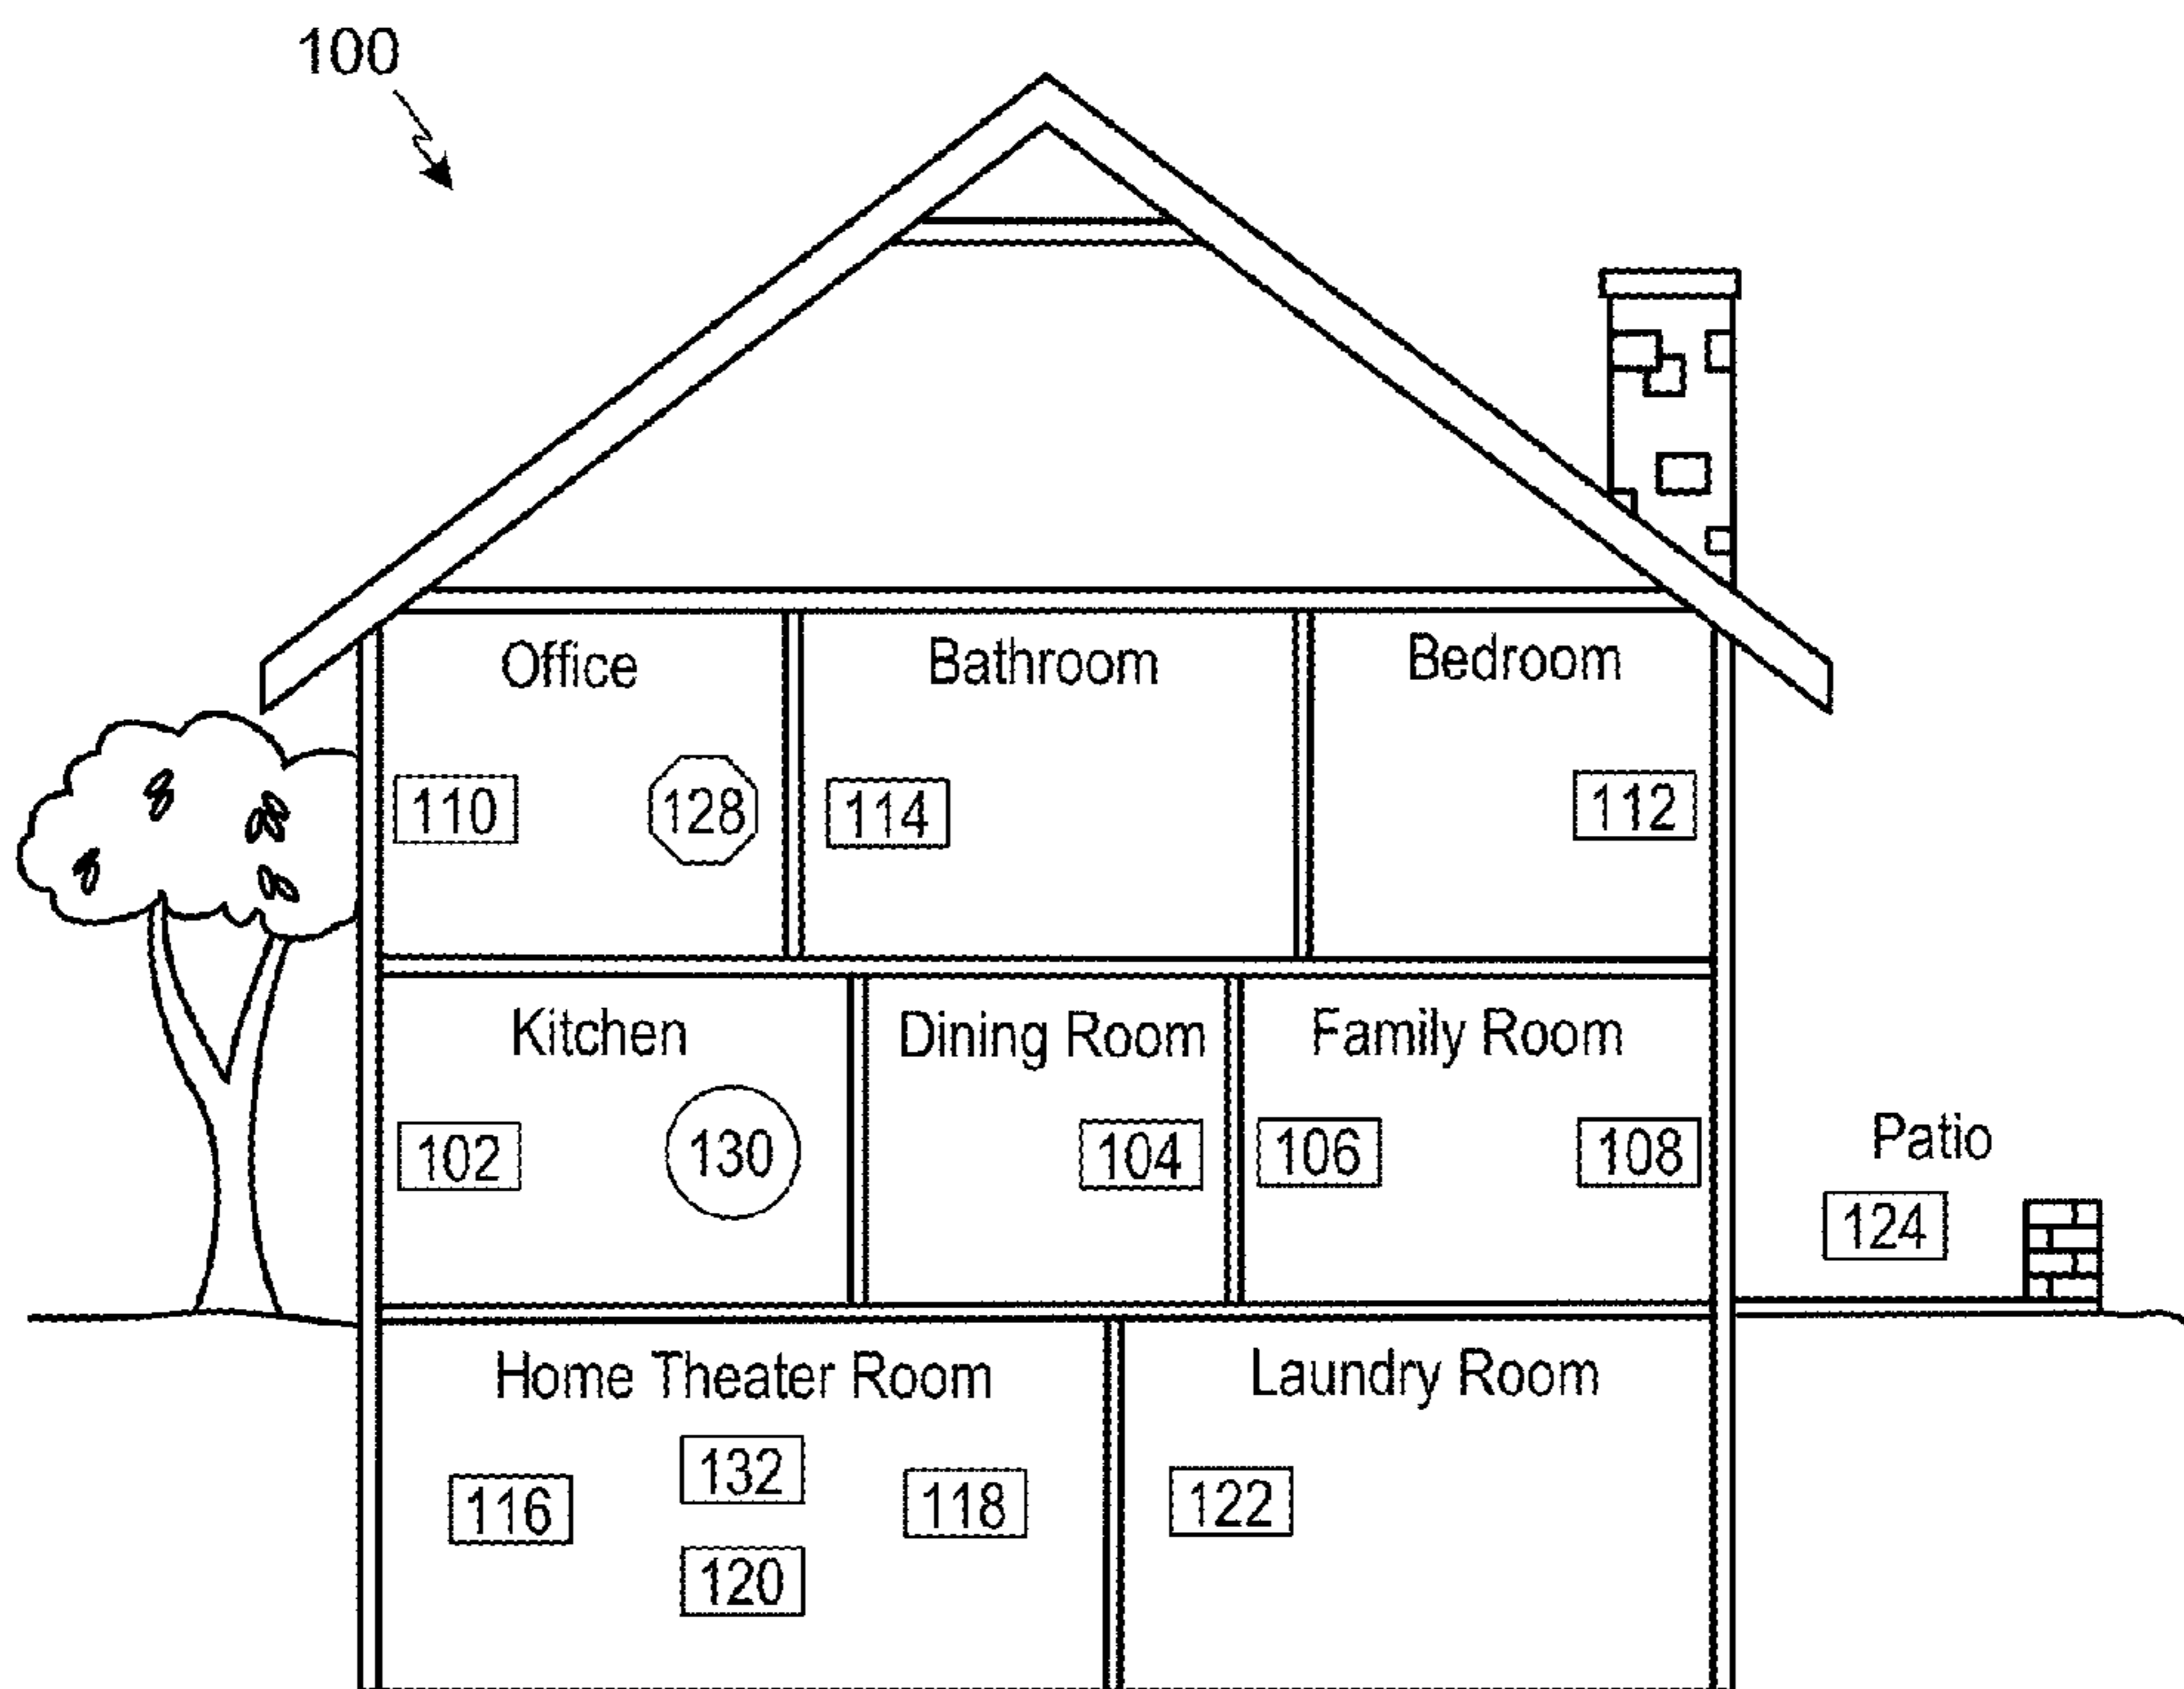 100
Office
Bathroom
Bedroom
110
128
114
112
Kitchen
Dining Room
Family Room
102
130
104
106
108
Patio
124
Home Theater Room
Laundry Room
132
116
118
122
120